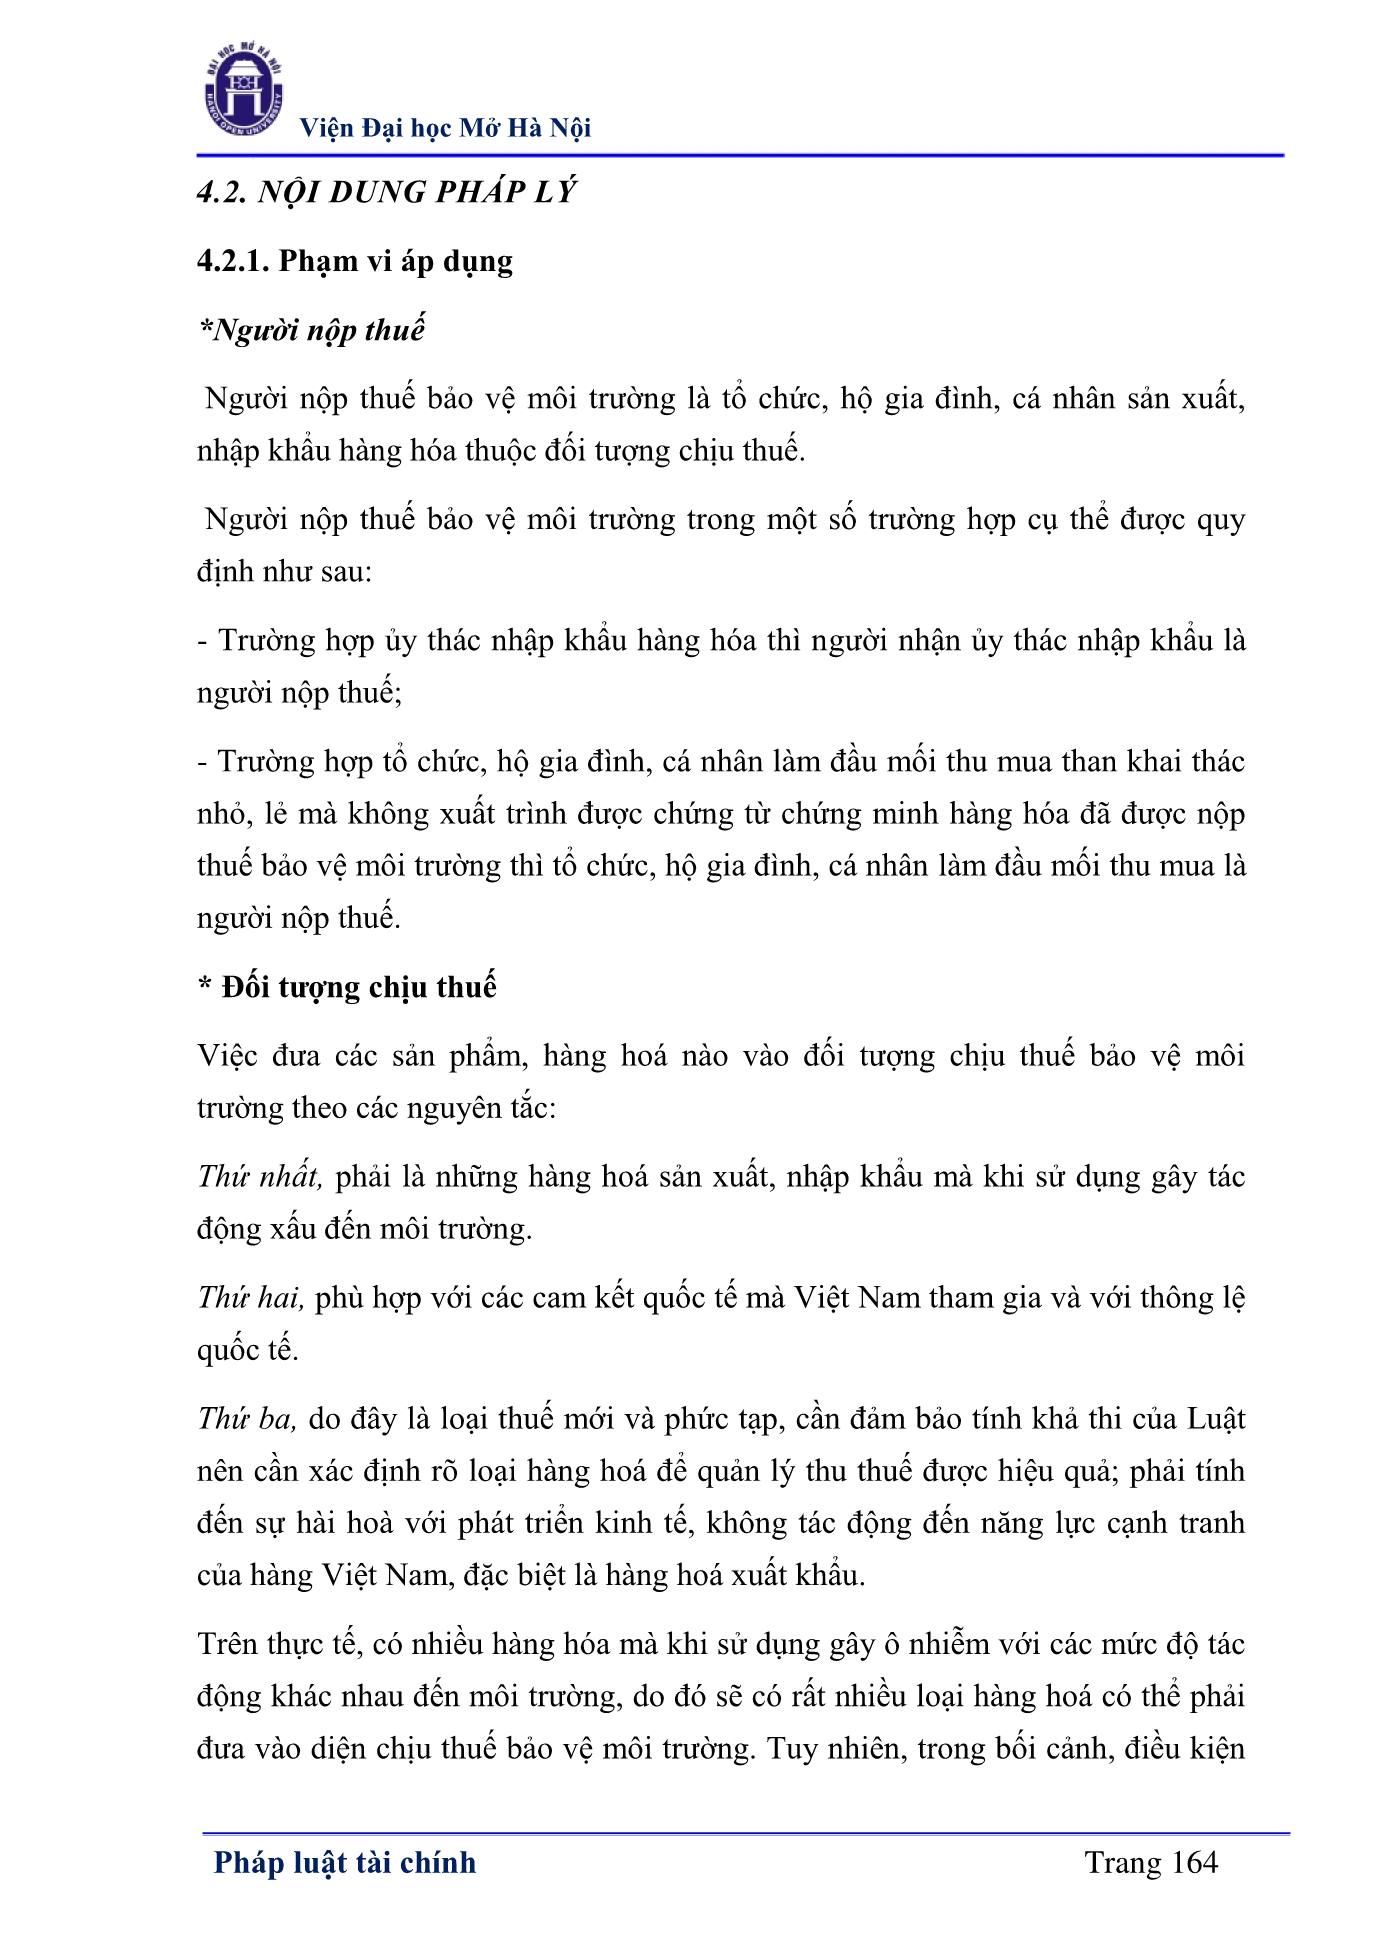 ĐẠI HỌC MỞ HÀ NỘI
HANOI OPEN UNIVERSITY
Viện Đại học Mở Hà Nội
4.2. NỘI DUNG PHÁP LÝ
4.2.1. Phạm vi áp dụng
*Người nộp thuế
Người nộp thuế bảo vệ môi trường là tổ chức, hộ gia đình, cá nhân sản xuất,
nhập khẩu hàng hóa thuộc đối tượng chịu thuế.
Người nộp thuế bảo vệ môi trường trong một số trường hợp cụ thể được quy
định như sau:
- Trường hợp ủy thác nhập khẩu hàng hóa thì người nhận ủy thác nhập khẩu là
người nộp thuế;
- Trường hợp tổ chức, hộ gia đình, cá nhân làm đầu mối thu mua than khai thác
nhỏ, lẻ mà không xuất trình được chứng từ chứng minh hàng hóa đã được nộp
thuế bảo vệ môi trường thì tổ chức, hộ gia đình, cá nhân làm đầu mối thu mua là
người nộp thuế.
* Đối tượng chịu thuế
Việc đưa các sản phẩm, hàng hoá nào vào đối tượng chịu thuế bảo vệ môi
trường theo các nguyên tắc:
Thứ nhất, phải là những hàng hoá sản xuất, nhập khẩu mà khi sử dụng gây tác
động xấu đến môi trường.
Thứ hai, phù hợp với các cam kết quốc tế mà Việt Nam tham gia và với thông lệ
quốc tế.
Thứ ba, do đây là loại thuế mới và phức tạp, cần đảm bảo tính khả thi của Luật
nên cần xác định rõ loại hàng hoá để quản lý thu thuế được hiệu quả; phải tính
đến sự hài hoà với phát triển kinh tế, không tác động đến năng lực cạnh tranh
của hàng Việt Nam, đặc biệt là hàng hoá xuất khẩu.
Trên thực tế, có nhiều hàng hóa mà khi sử dụng gây ô nhiễm với các mức độ tác
động khác nhau đến môi trường, do đó sẽ có rất nhiều loại hàng hoá có thể phải
đưa vào diện chịu thuế bảo vệ môi trường. Tuy nhiên, trong bối cảnh, điều kiện
Pháp luật tài chính
Trang 164